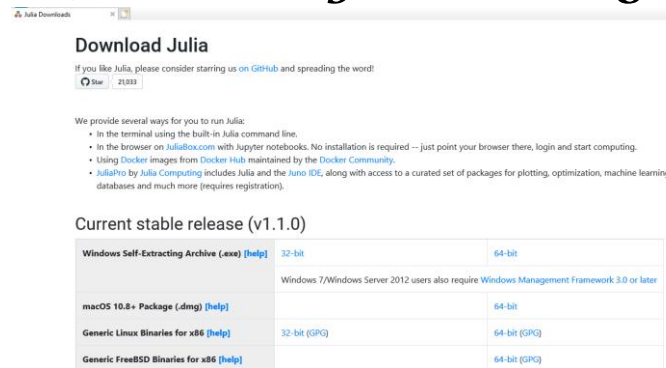 Julia Downloads
Download Julia
If you like Julia, please consider starring us on GitHub and spreading the word!
Star 21,033
We provide several ways for you to run Julia:
• In the terminal using the built-in Julia command line.
• In the browser on JuliaBox.com with Jupyter notebooks. No installation is required -- just point your browser there, login and start computing.
• Using Docker images from Docker Hub maintained by the Docker Community.
• JuliaPro by Julia Computing includes Julia and the Juno IDE, along with access to a curated set of packages for plotting, optimization, machine learning
databases and much more (requires registration).
Current stable release (v1.1.0)
Windows Self-Extracting Archive (.exe) [help] 32-bit 64-bit
Windows 7/Windows Server 2012 users also require Windows Management Framework 3.0 or later
macOS 10.8+ Package (.dmg) [help] 64-bit
Generic Linux Binaries for x86 [help] 32-bit (GPG) 64-bit (GPG)
Generic FreeBSD Binaries for x86 [help] 64-bit (GPG)